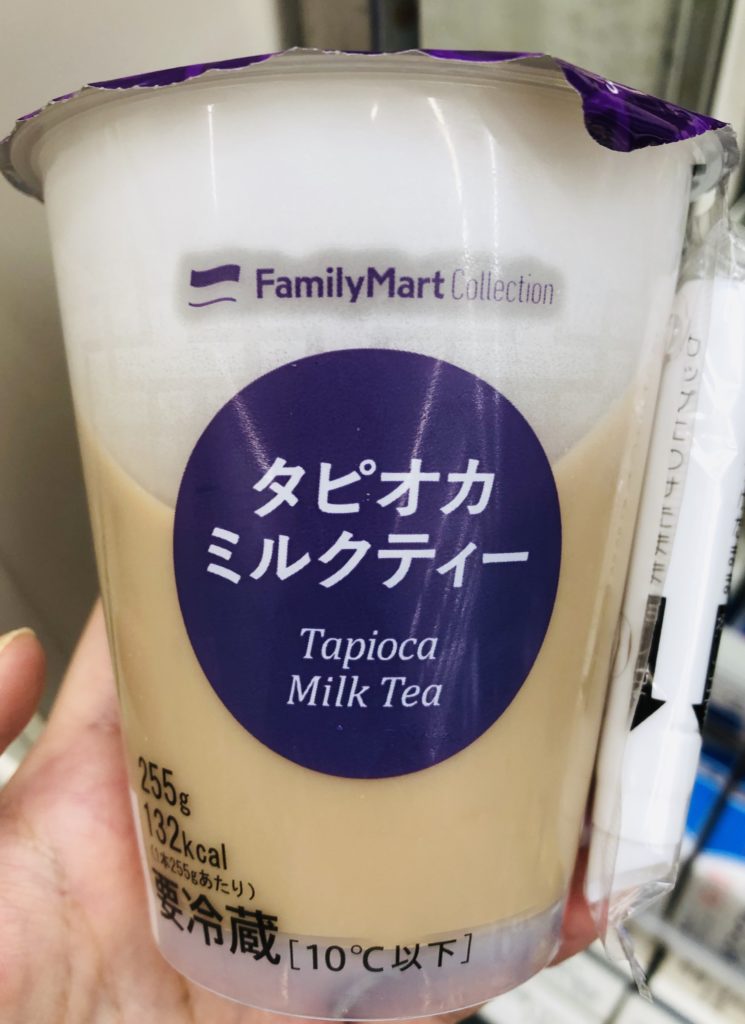 FamilyMart Collection
タピオカ
ミルクティー
Tapioca
Milk Tea
255g
132kcal
(1本255gあたり)
要冷蔵[10℃以下]